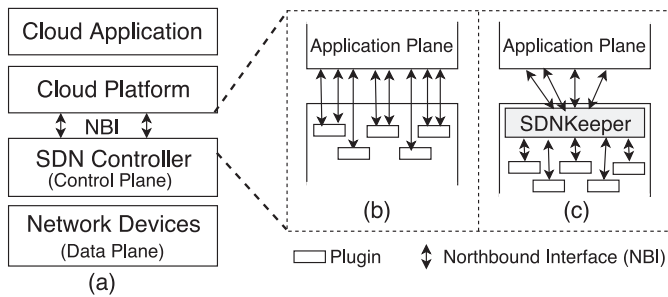 Cloud Application
Cloud Platform
NBI
SDN Controller
(Control Plane)
Network Devices
(Data Plane)
(a)
Application Plane
(b)
Application Plane
SDNKeeper
(c)
Plugin
Northbound Interface (NBI)